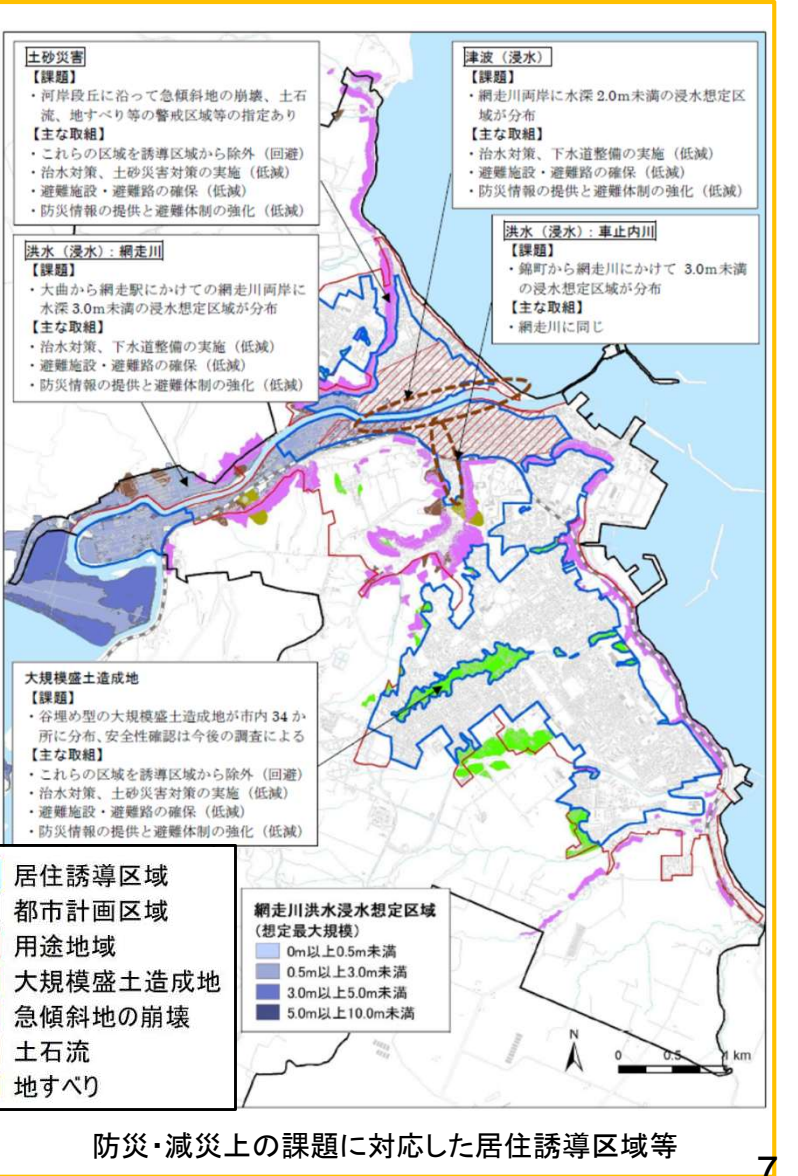 土砂災害
【課題】
・河岸段丘に沿って急傾斜地の崩壊、土石
流、地すべり等の警戒区域等の指定あり
【主な取組】
・これらの区域を誘導区域から除外（回避）
・治水対策、土砂災害対策の実施（低減）
・避難施設・避難路の確保（低減）
・防災情報の提供と避難体制の強化（低減）
津波（浸水）
【課題】
・網走川両岸に水深 2.0m未満の浸水想定区
域が分布
【主な取組】
・治水対策、下水道整備の実施（低減）
・避難施設・避難路の確保（低減）
・防災情報の提供と避難体制の強化（低減）
洪水（浸水）：網走川
【課題】
・大曲から網走駅にかけての網走川両岸に
水深 3.0m未満の浸水想定区域が分布
【主な取組】
・治水対策、下水道整備の実施（低減）
・避難施設・避難路の確保（低減）
・防災情報の提供と避難体制の強化（低減）
洪水（浸水）：車止内川
【課題】
・錦町から網走川にかけて 3.0m未満
の浸水想定区域が分布
【主な取組】
・網走川に同じ
大規模盛土造成地
【課題】
・谷埋め型の大規模盛土造成地が市内 34 か
所に分布、安全性確認は今後の調査による
【主な取組】
・これらの区域を誘導区域から除外（回避）
・治水対策、土砂災害対策の実施（低減）
・避難施設・避難路の確保（低減）
・防災情報の提供と避難体制の強化（低減）
居住誘導区域
都市計画区域
用途地域
大規模盛土造成地
急傾斜地の崩壊
土石流
地すべり
網走川洪水浸水想定区域
(想定最大規模)
0m以上0.5m未満
0.5m以上3.0m未満
3.0m以上5.0m未満
5.0m以上10.0m未満
N
0 0.5 1 km
防災・減災上の課題に対応した居住誘導区域等
7